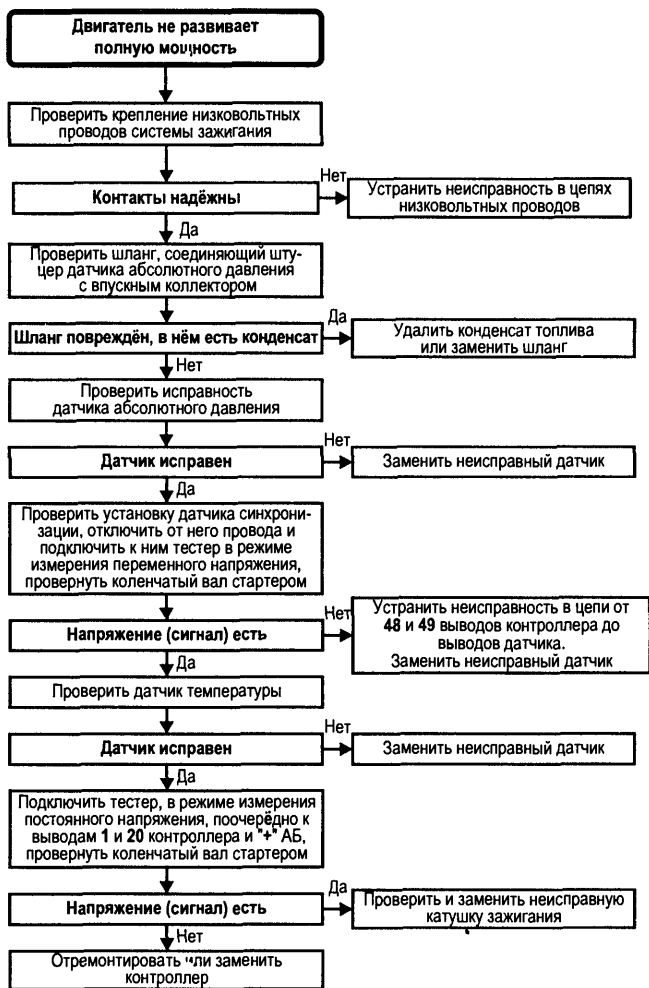 Двигатель не развивает
полную мощность
Проверить крепление низковольтных
проводов системы зажигания
Контакты надёжны
Нет
Устранить неисправность в цепях
низковольтных проводов
Да
Проверить шланг, соединяющий шту-
цер датчика абсолютного давления
с впускным коллектором
Шланг повреждён, в нём есть конденсат
Да
Удалить конденсат топлива
или заменить шланг
Нет
Проверить исправность
датчика абсолютного давления
Датчик исправен
Нет
Заменить неисправный датчик
Да
Проверить установку датчика синхрони-
зации, отключить от него провода и
подключить к ним тестер в режиме
измерения переменного напряжения,
провернуть коленчатый вал стартером
Напряжение (сигнал) есть
Нет
Устранить неисправность в цепи от
48 и 49 выводов контроллера до
выводов датчика.
Заменить неисправный датчик
Да
Проверить датчик температуры
Датчик исправен
Нет
Заменить неисправный датчик
Да
Подключить тестер, в режиме измерения
постоянного напряжения, поочерёдно к
выводам 1 и 20 контроллера и "+" АБ,
провернуть коленчатый вал стартером
Напряжение (сигнал) есть
Да
Проверить и заменить неисправную
катушку зажигания
Нет
Отремонтировать или заменить
контроллер